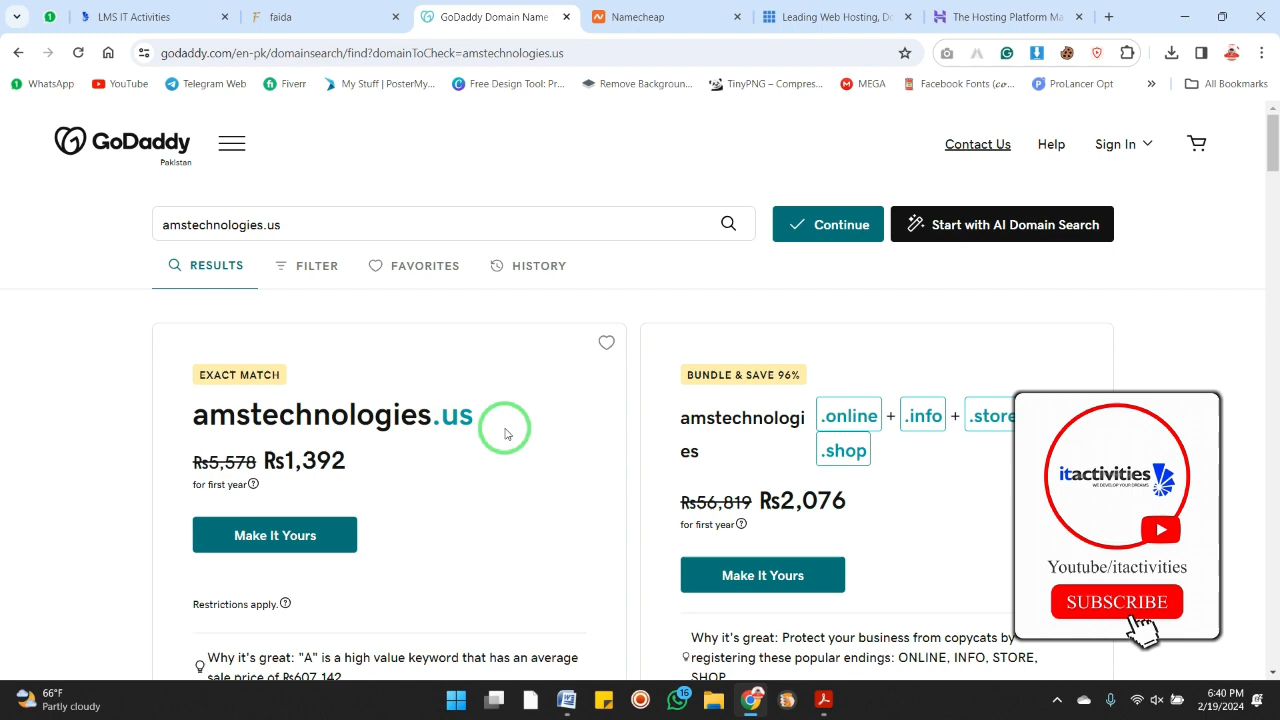 LMS IT Activities
faida
GoDaddy Domain Name
Namecheap
Leading Web Hosting, Do
The Hosting Platform Ma
godaddy.com/en-pk/domainsearch/find?domainToCheck=amstechnologies.us
WhatsApp
YouTube
Telegram Web
Fiverr
My Stuff | PosterMy...
Free Design Tool: Pr...
Remove Backgroun...
TinyPNG – Compres...
MEGA
Facebook Fonts (co...
ProLancer Opt
All Bookmarks
GoDaddy
Pakistan
Contact Us
Help
Sign In
amstechnologies.us
Continue
Start with AI Domain Search
RESULTS
FILTER
FAVORITES
HISTORY
EXACT MATCH
amstechnologies.us
Rs5,578 Rs1,392
for first year
Make It Yours
Restrictions apply.
Why it's great: "A" is a high value keyword that has an average
sale price of Rs607,142
BUNDLE & SAVE 96%
amstechnologi .online + .info + .store
es .shop
Rs56,819 Rs2,076
for first year
Make It Yours
Why it's great: Protect your business from copycats by
registering these popular endings: ONLINE, INFO, STORE,
SHOP
itactivities
WE DEVELOP YOUR DREAMS
Youtube/itactivities
SUBSCRIBE
66°F
Partly cloudy
16
6:40 PM
2/19/2024